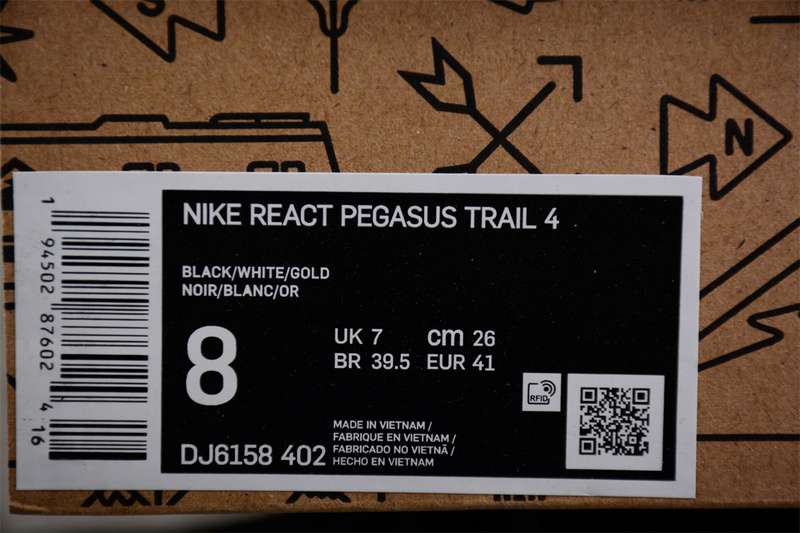 N
NIKE REACT PEGASUS TRAIL 4
BLACK/WHITE/GOLD
NOIR/BLANC/OR
8
UK 7 cm 26
BR 39.5 EUR 41
RFID
MADE IN VIETNAM /
FABRIQUE EN VIETNAM /
FABRICADO NO VIETNÃ /
HECHO EN VIETNAM
DJ6158 402
1 94502 87602 4 16